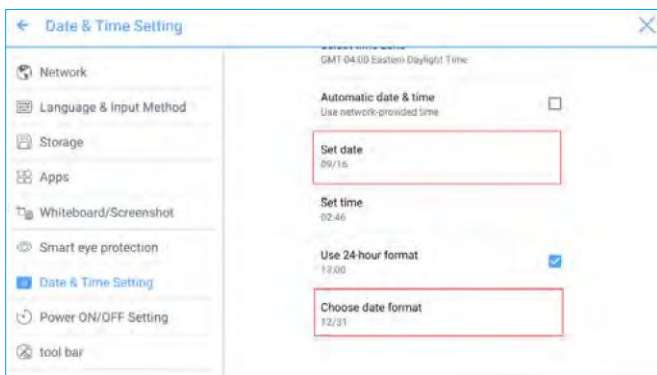 Date & Time Setting
Network
Language & Input Method
Storage
Apps
Whiteboard/Screenshot
Smart eye protection
Date & Time Setting
Power ON/OFF Setting
tool bar
GMT-04:00 Eastern Daylight Time
Automatic date & time
Use network-provided time
Set date
09/16
Set time
02:46
Use 24-hour format
13:00
Choose date format
12/31